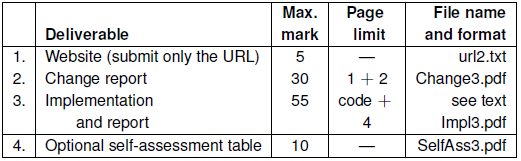 Max. Page File name
Deliverable mark limit and format
1. Website (submit only the URL) 5 — url2.txt
2. Change report 30 1 + 2 Change3.pdf
3. Implementation 55 code + see text
and report 4 Impl3.pdf
4. Optional self-assessment table 10 — SelfAss3.pdf